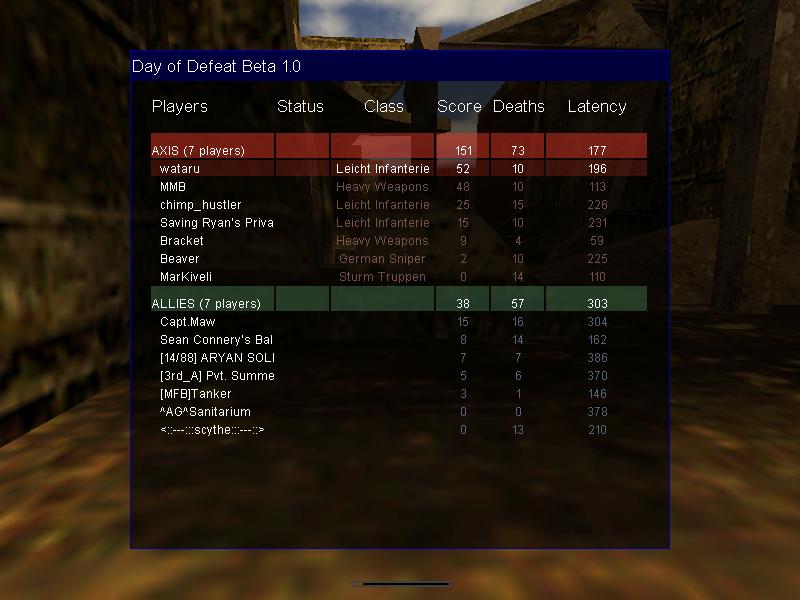 Day of Defeat Beta 1.0
Players Status Class Score Deaths Latency
AXIS (7 players) 151 73 177
wataru Leicht Infanterie 52 10 196
MMB Heavy Weapons 48 10 113
chimp_hustler Leicht Infanterie 25 15 226
Saving Ryan's Priva Leicht Infanterie 15 10 231
Bracket Heavy Weapons 9 4 59
Beaver German Sniper 2 10 225
MarKiveli Sturm Truppen 0 14 110
ALLIES (7 players) 38 57 303
Capt.Maw 15 16 304
Sean Connery's Bal 8 14 162
[14/88] ARYAN SOLI 7 7 386
[3rd_A] Pvt. Summe 5 6 370
[MFB]Tanker 3 1 146
^AG^Sanitarium 0 0 378
<::---:::scythe:::---::> 0 13 210